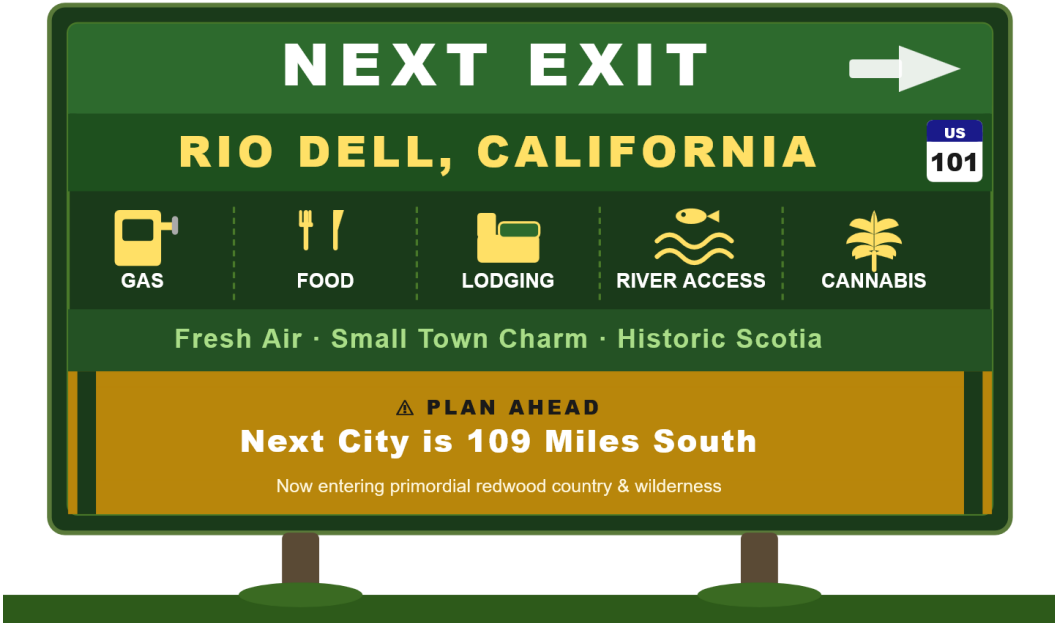 NEXT EXIT
RIO DELL, CALIFORNIA
US
101
GAS
FOOD
LODGING
RIVER ACCESS
CANNABIS
Fresh Air · Small Town Charm · Historic Scotia
⚠ PLAN AHEAD
Next City is 109 Miles South
Now entering primordial redwood country & wilderness